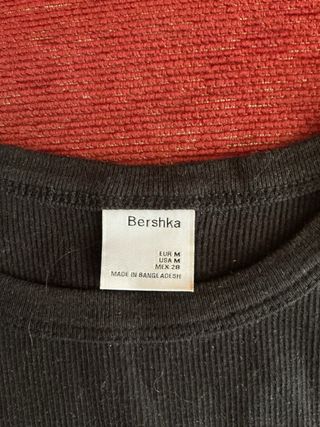 Bershka
EUR M
USA M
MEX 28
MADE IN BANGLADESH